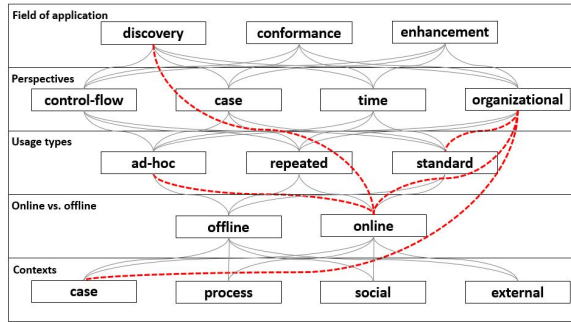 Field of application
discovery conformance enhancement
Perspectives
control-flow case time organizational
Usage types
ad-hoc repeated standard
Online vs. offline
offline online
Contexts
case process social external